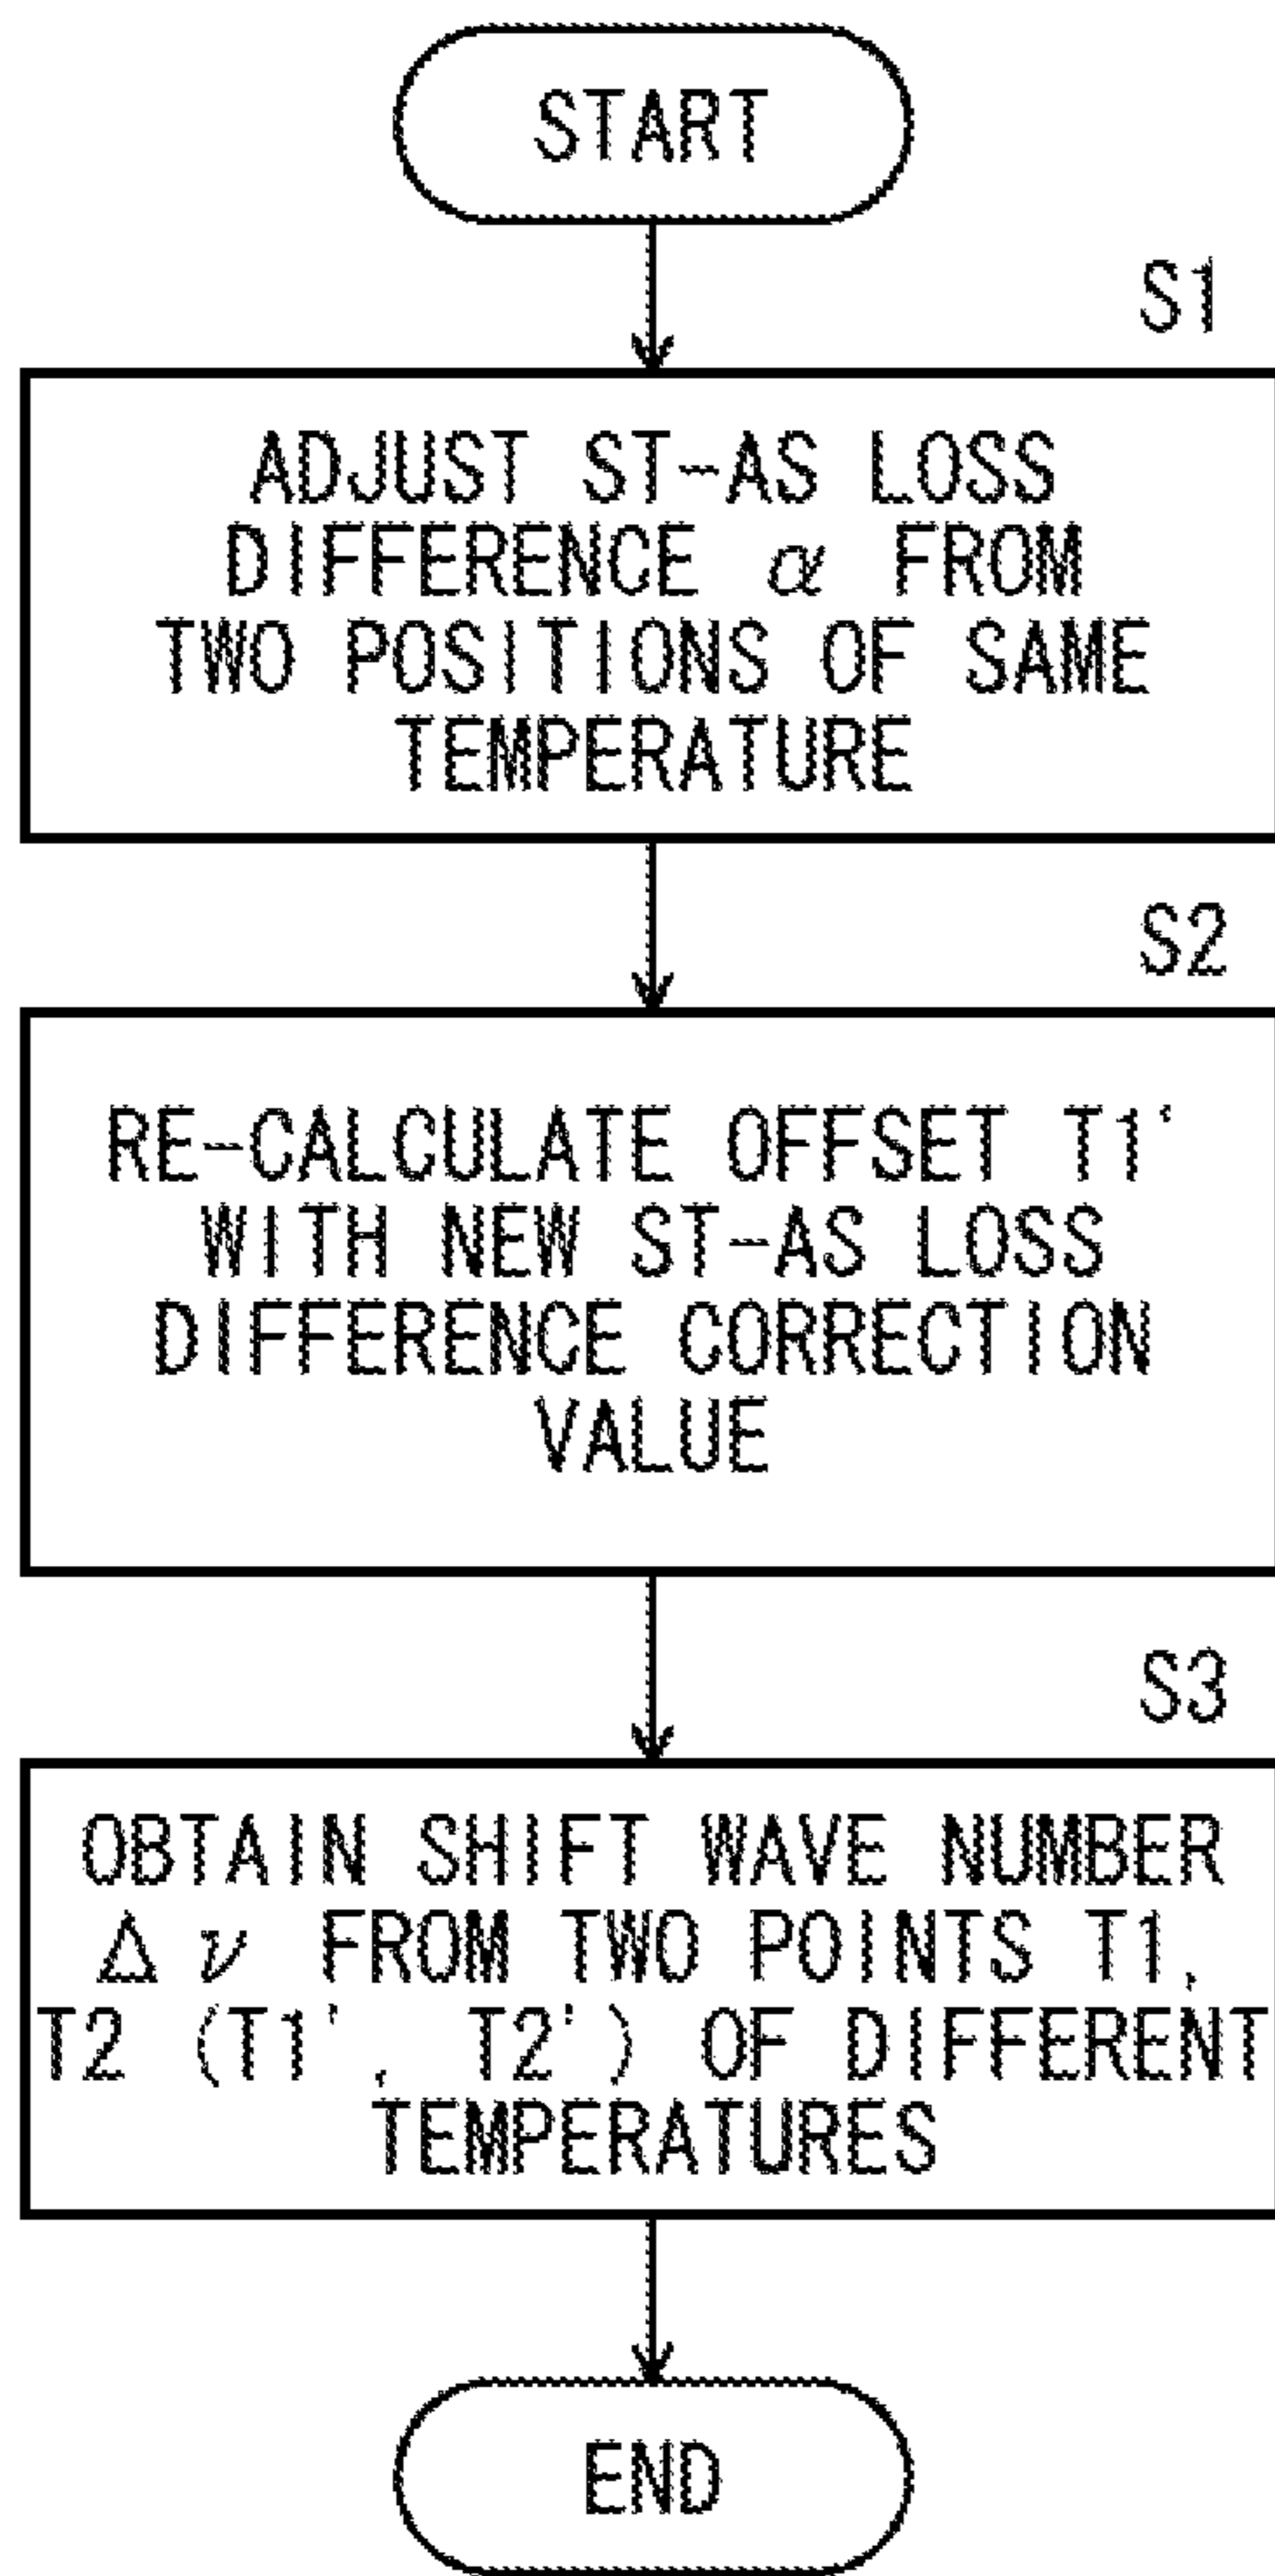 START
S1
ADJUST ST-AS LOSS
DIFFERENCE α FROM
TWO POSITIONS OF SAME
TEMPERATURE
S2
RE-CALCULATE OFFSET T1‘
WITH NEW ST-AS LOSS
DIFFERENCE CORRECTION
VALUE
S3
OBTAIN SHIFT WAVE NUMBER
Δ ν FROM TWO POINTS T1,
T2 (T1' , T2') OF DIFFERENT
TEMPERATURES
END